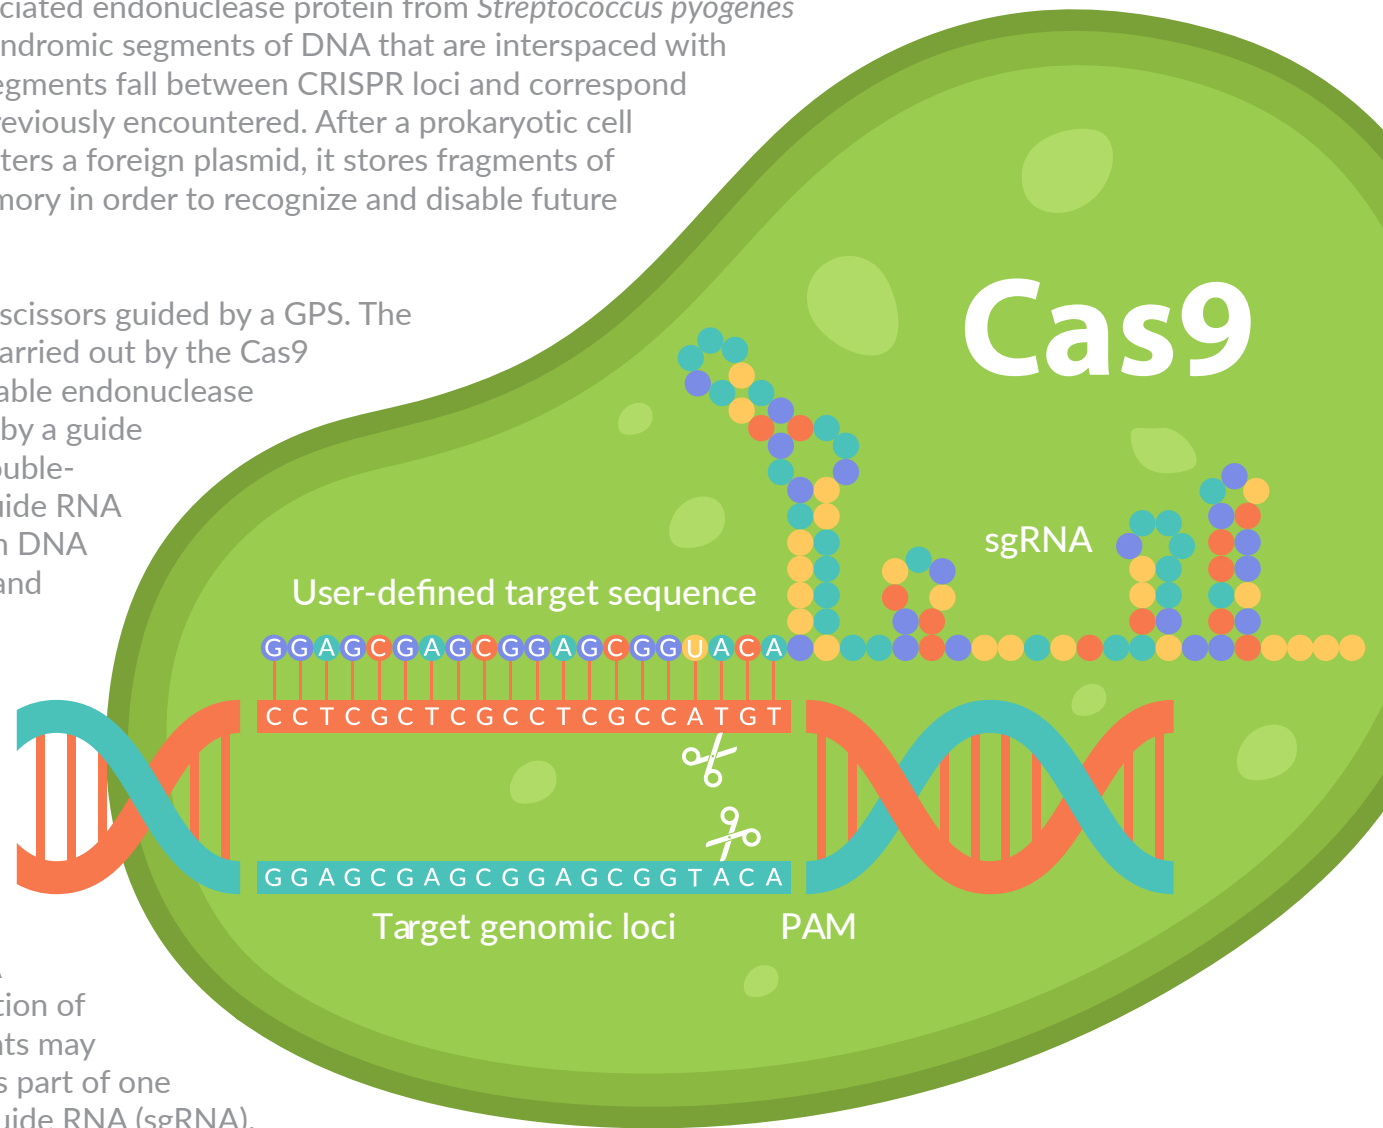 ciated endonuclease protein from Streptococcus pyogenes
ndromic segments of DNA that are interspaced with
egments fall between CRISPR loci and correspond
reviously encountered. After a prokaryotic cell
ters a foreign plasmid, it stores fragments of
mory in order to recognize and disable future
scissors guided by a GPS. The
arried out by the Cas9
able endonuclease
by a guide
ouble-
uide RNA
n DNA
and
Cas9
sgRNA
User-defined target sequence
GGAGCGAGCGGAGCGGUACA
CCTCGCTCGCCTCGCCATGT
GGAGCGAGCGGAGCGGTACA
Target genomic loci
PAM
tion of
nts may
s part of one
uide RNA (sgRNA).